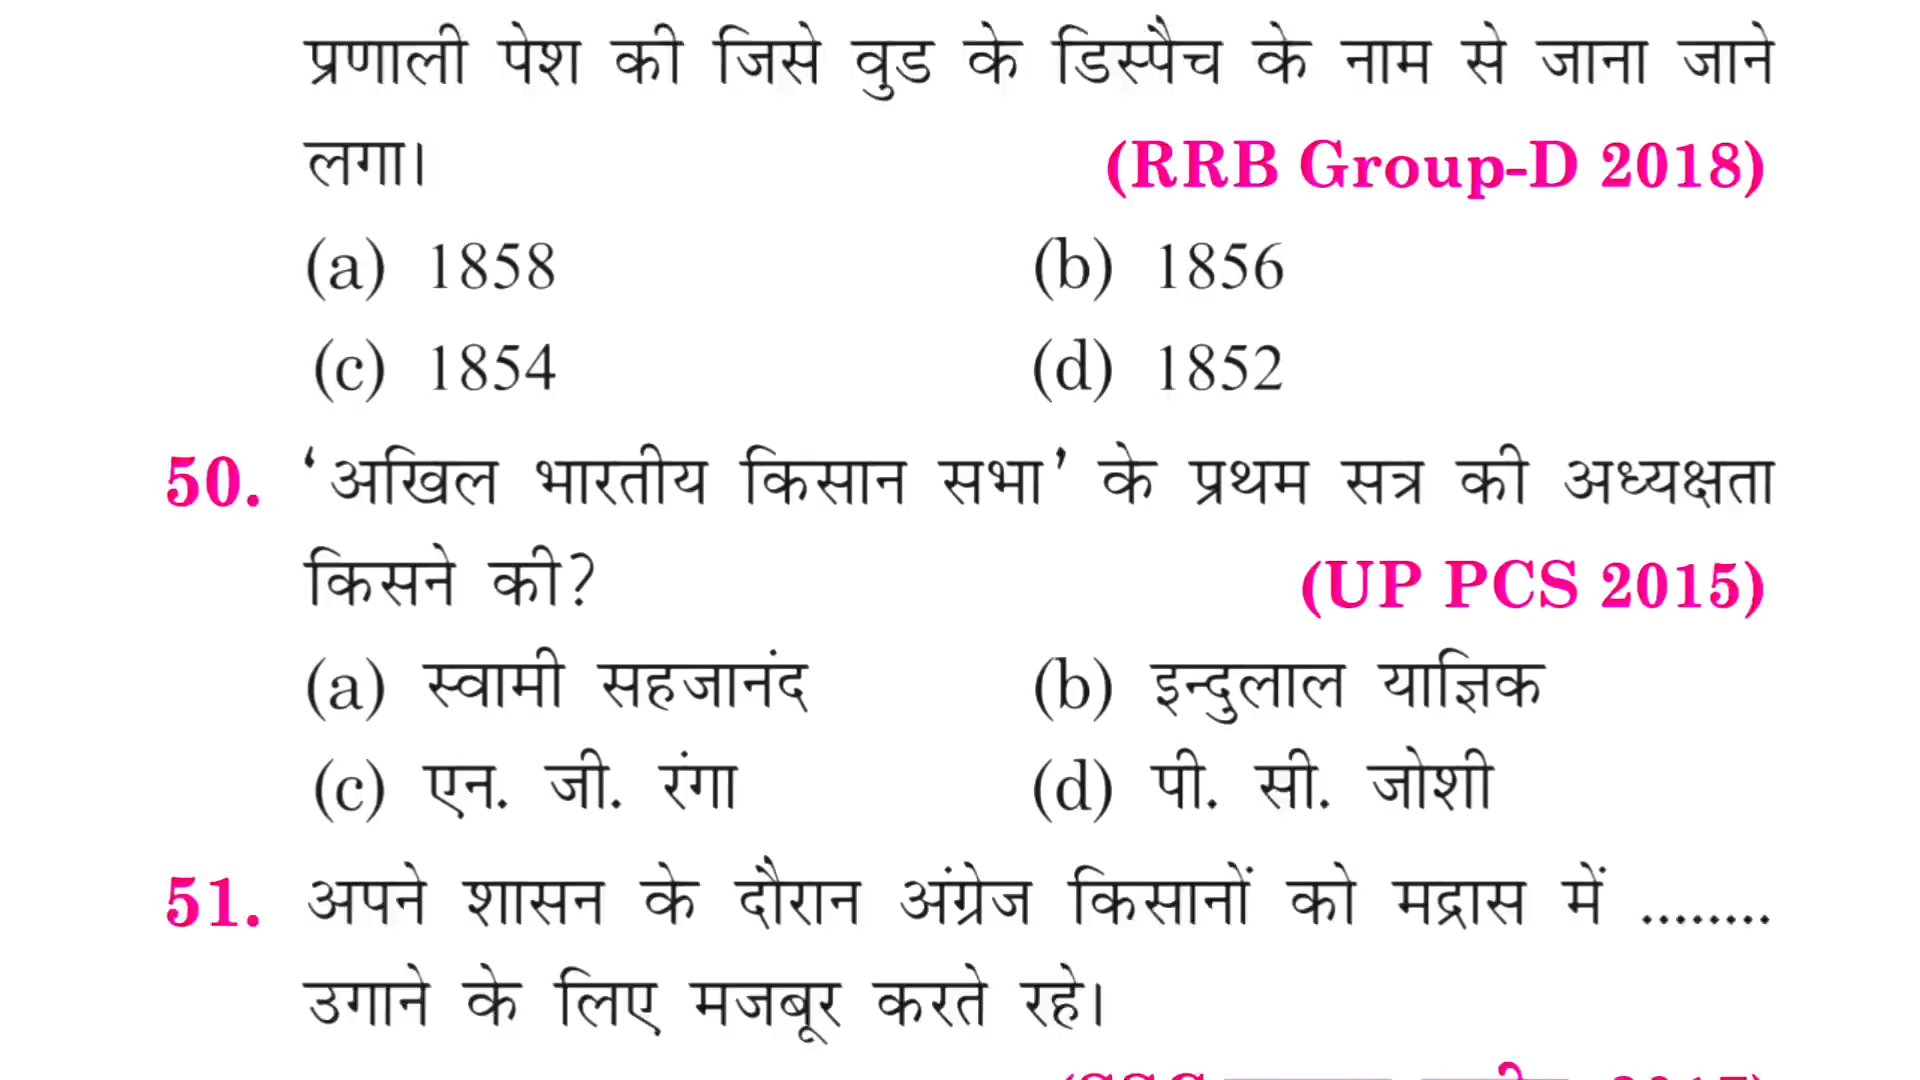 प्रणाली पेश की जिसे वुड के डिस्पैच के नाम से जाना जाने
लगा। (RRB Group-D 2018)
(a) 1858 (b) 1856
(c) 1854 (d) 1852
50. ‘अखिल भारतीय किसान सभा’ के प्रथम सत्र की अध्यक्षता
किसने की? (UP PCS 2015)
(a) स्वामी सहजानंद (b) इन्दुलाल याज्ञिक
(c) एन. जी. रंगा (d) पी. सी. जोशी
51. अपने शासन के दौरान अंग्रेज किसानों को मद्रास में ........
उगाने के लिए मजबूर करते रहे।